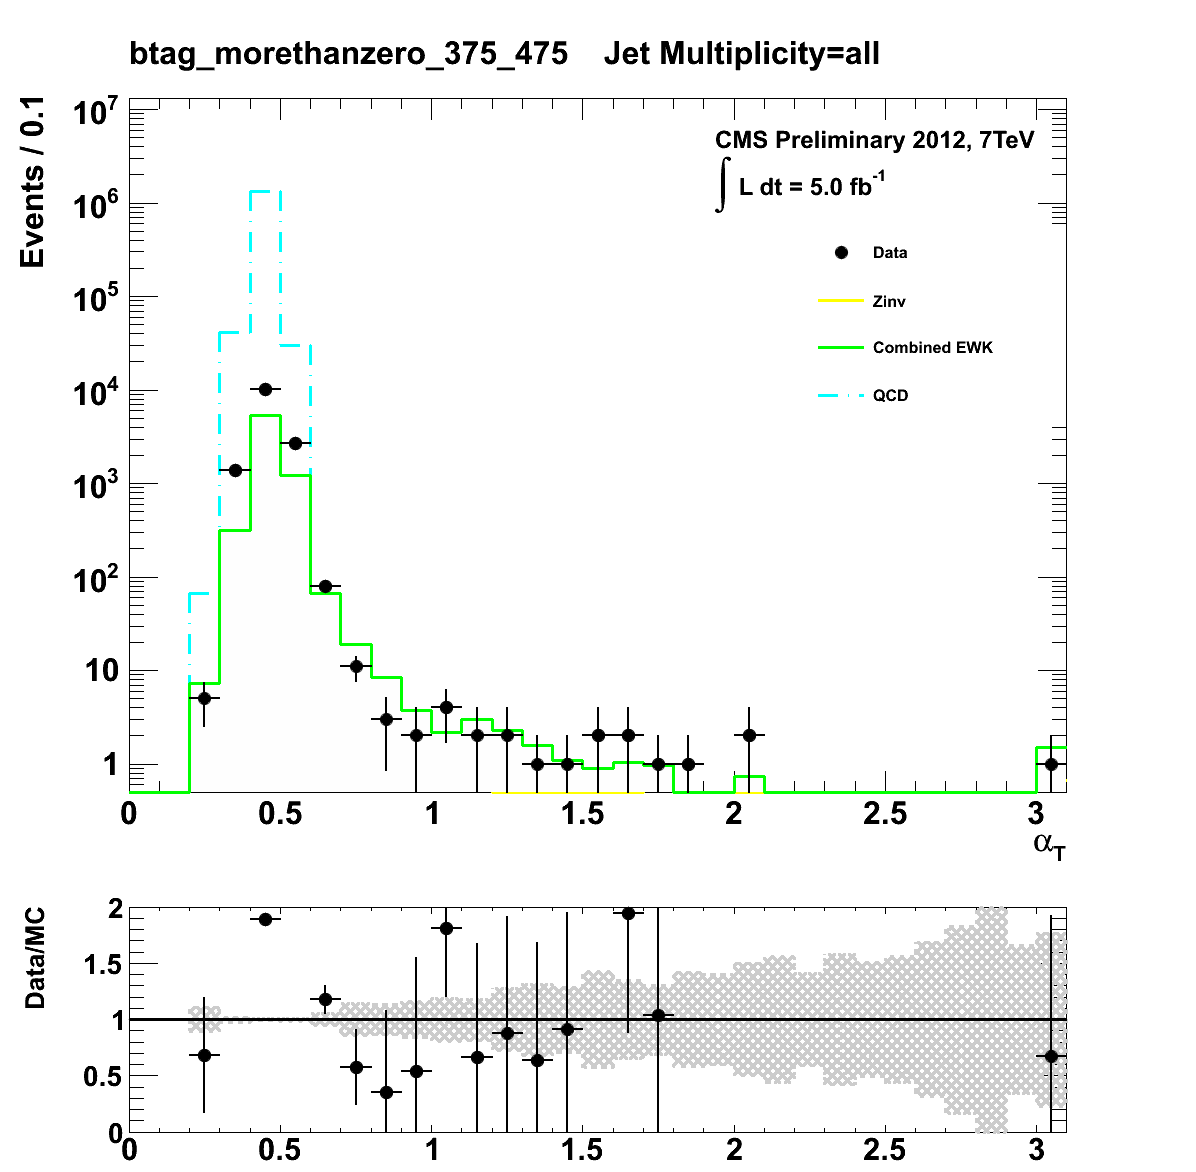 btag_morethanzero_375_475 Jet Multiplicity=all
Events / 0.1
10^7
10^6
10^5
10^4
10^3
10^2
10
1
CMS Preliminary 2012, 7TeV
∫ L dt = 5.0 fb^-1
Data
Zinv
Combined EWK
QCD
0 0.5 1 1.5 2 2.5 3
α_T
Data/MC
2
1.5
1
0.5
0
0 0.5 1 1.5 2 2.5 3